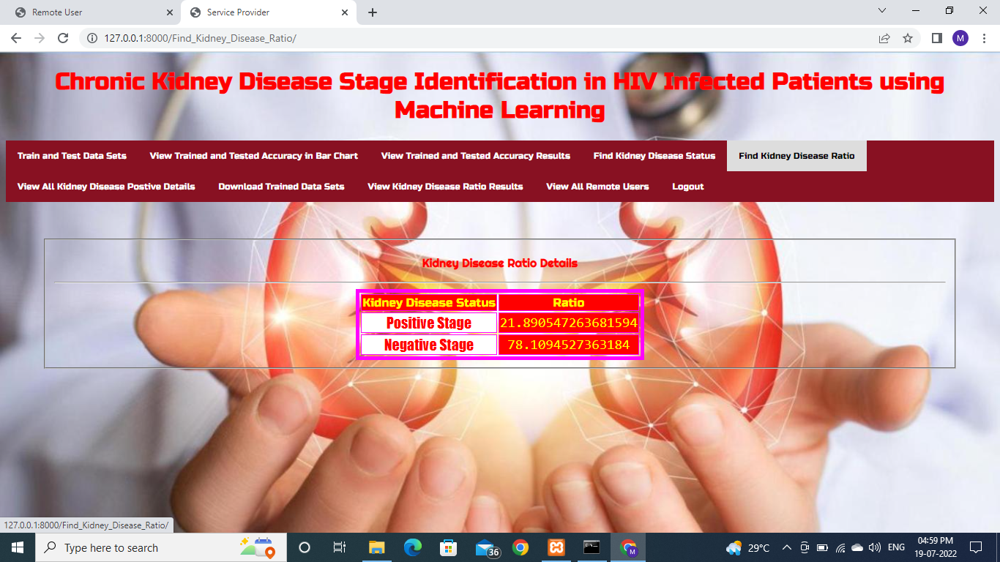 Remote User
Service Provider
127.0.0.1:8000/Find_Kidney_Disease_Ratio/
M
Chronic Kidney Disease Stage Identification in HIV Infected Patients using
Machine Learning
Train and Test Data Sets
View Trained and Tested Accuracy in Bar Chart
View Trained and Tested Accuracy Results
Find Kidney Disease Status
Find Kidney Disease Ratio
View All Kidney Disease Postive Details
Download Trained Data Sets
View Kidney Disease Ratio Results
View All Remote Users
Logout
Kidney Disease Ratio Details
Kidney Disease Status Ratio
Positive Stage 21.890547263681594
Negative Stage 78.1094527363184
127.0.0.1:8000/Find_Kidney_Disease_Ratio/
Type here to search
36
M
29°C
ENG
04:59 PM
19-07-2022